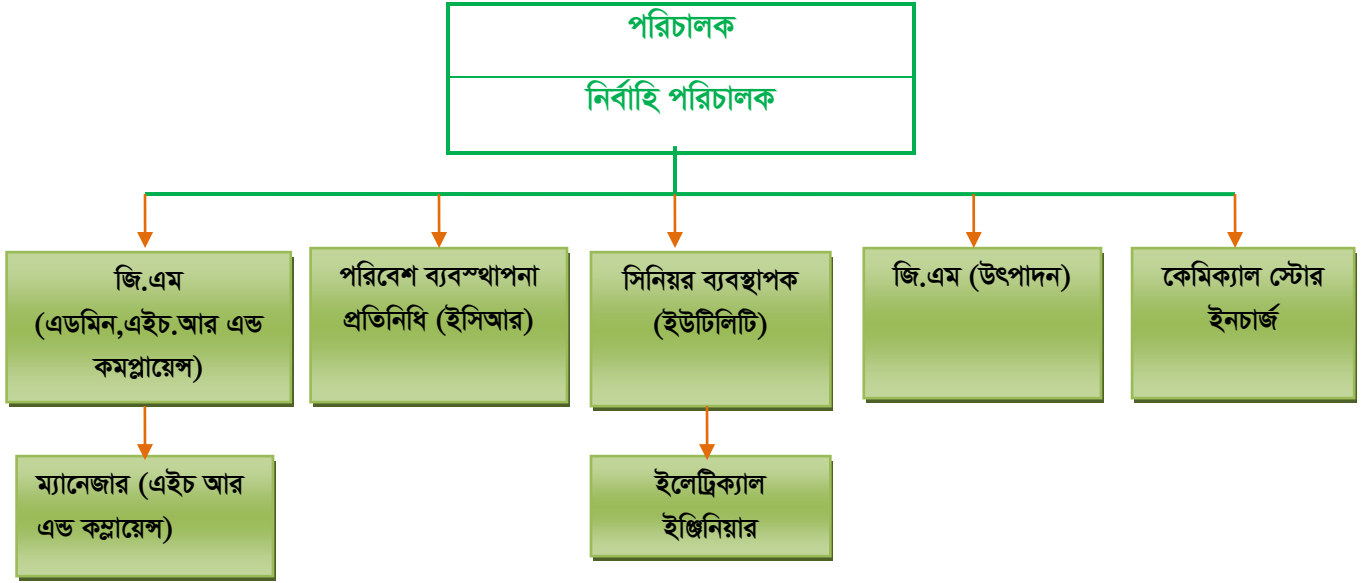 পরিচালক
নির্বাহি পরিচালক
জি.এম
(এডমিন,এইচ.আর এন্ড
কমপ্লায়েন্স)
পরিবেশ ব্যবস্থাপনা
প্রতিনিধি (ইসিআর)
সিনিয়র ব্যবস্থাপক
(ইউটিলিটি)
জি.এম (উৎপাদন)
কেমিক্যাল স্টোর
ইনচার্জ
ম্যানেজার (এইচ আর
এন্ড কম্লায়েন্স)
ইলেট্রিক্যাল
ইঞ্জিনিয়ার